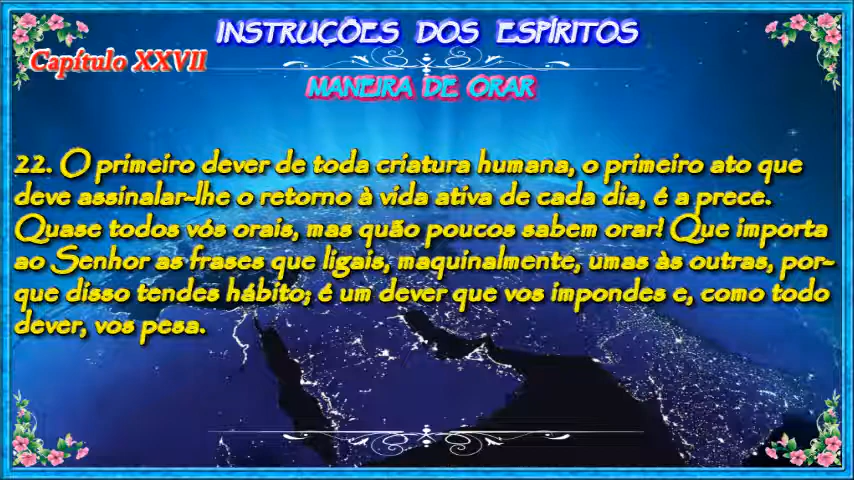 INSTRUÇÕES DOS ESPÍRITOS
Capítulo XXVII
MANEIRA DE ORAR
22. O primeiro dever de toda criatura humana, o primeiro ato que
deve assinalar-lhe o retorno à vida ativa de cada dia, é a prece.
Quase todos vós orais, mas quão poucos sabem orar! Que importa
ao Senhor as frases que ligais, maquinalmente, umas às outras, por-
que disso tendes hábito; é um dever que vos impondes e, como todo
dever, vos pesa.